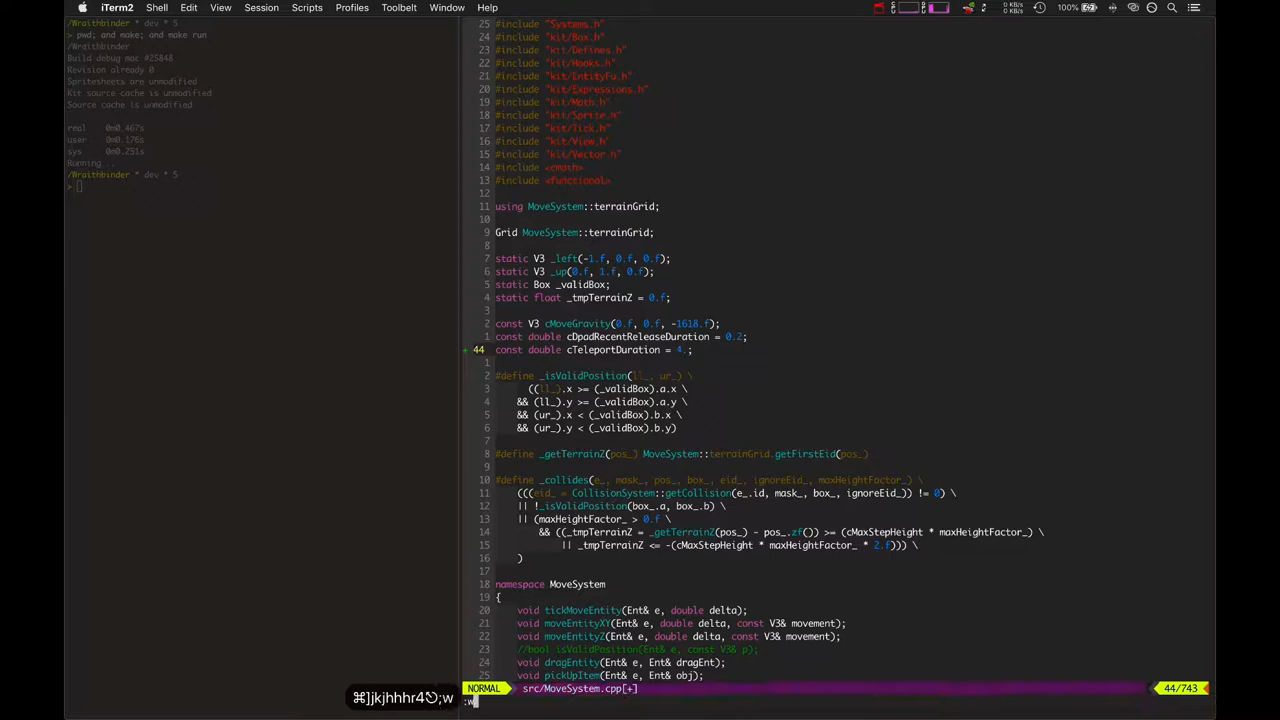 iTerm2 Shell Edit View Session Scripts Profiles Toolbelt Window Help
0 KB/s
0 KB/s
100%
/Wraithbinder * dev * 5
> pwd; and make; and make run
/Wraithbinder
Build debug mac #25848
Revision already 0
Spritesheets are unmodified
Kit source cache is unmodified
Source cache is unmodified
real 0m0.467s
user 0m0.176s
sys 0m0.251s
Running ..
/Wraithbinder * dev * 5
>
25 #include "Systems.h"
24 #include "kit/Box.h"
23 #include "kit/Defines.h"
22 #include "kit/Hooks.h"
21 #include "kit/EntityFu.h"
20 #include "kit/Expressions.h"
19 #include "kit/Math.h"
18 #include "kit/Sprite.h"
17 #include "kit/Tick.h"
16 #include "kit/View.h"
15 #include "kit/Vector.h"
14 #include <cmath>
13 #include <functional>
12
11 using MoveSystem::terrainGrid;
10
9 Grid MoveSystem::terrainGrid;
8
7 static V3 _left(-1.f, 0.f, 0.f);
6 static V3 _up(0.f, 1.f, 0.f);
5 static Box _validBox;
4 static float _tmpTerrainZ = 0.f;
3
2 const V3 cMoveGravity(0.f, 0.f, -1618.f);
1 const double cDpadRecentReleaseDuration = 0.2;
+ 44 const double cTeleportDuration = 4.;
1
2 #define _isValidPosition(ll_, ur_) \
3 ((ll_).x >= (_validBox).a.x \
4 && (ll_).y >= (_validBox).a.y \
5 && (ur_).x < (_validBox).b.x \
6 && (ur_).y < (_validBox).b.y)
7
8 #define _getTerrainZ(pos_) MoveSystem::terrainGrid.getFirstEid(pos_)
9
10 #define _collides(e_, mask_, pos_, box_, eid_, ignoreEid_, maxHeightFactor_) \
11 (((eid_ = CollisionSystem::getCollision(e_.id, mask_, box_, ignoreEid_)) != 0) \
12 || !_isValidPosition(box_.a, box_.b) \
13 || (maxHeightFactor_ > 0.f \
14 && ((_tmpTerrainZ = _getTerrainZ(pos_) - pos_.zf()) >= (cMaxStepHeight * maxHeightFactor_) \
15 || _tmpTerrainZ <= -(cMaxStepHeight * maxHeightFactor_ * 2.f))) \
16 )
17
18 namespace MoveSystem
19 {
20 void tickMoveEntity(Ent& e, double delta);
21 void moveEntityXY(Ent& e, double delta, const V3& movement);
22 void moveEntityZ(Ent& e, double delta, const V3& movement);
23 //bool isValidPosition(Ent& e, const V3& p);
24 void dragEntity(Ent& e, Ent& dragEnt);
25 void pickUpItem(Ent& e, Ent& obj);
NORMAL src/MoveSystem.cpp[+] 44/743
:w
⌘]jkjhhhr4⎋;w